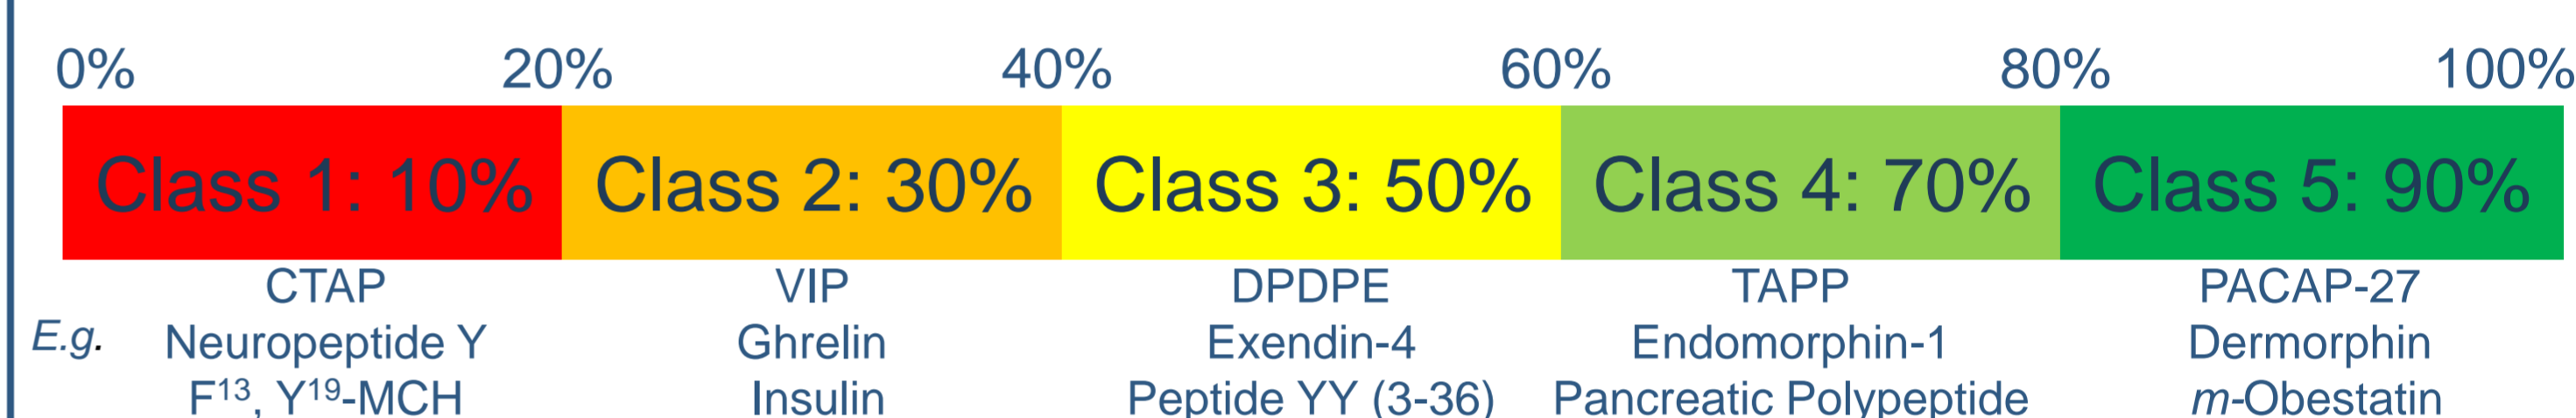 0% 20% 40% 60% 80% 100%
Class 1: 10% Class 2: 30% Class 3: 50% Class 4: 70% Class 5: 90%
CTAP VIP DPDPE TAPP PACAP-27
E.g. Neuropeptide Y Ghrelin Exendin-4 Endomorphin-1 Dermorphin
F¹³, Y¹⁹-MCH Insulin Peptide YY (3-36) Pancreatic Polypeptide m-Obestatin